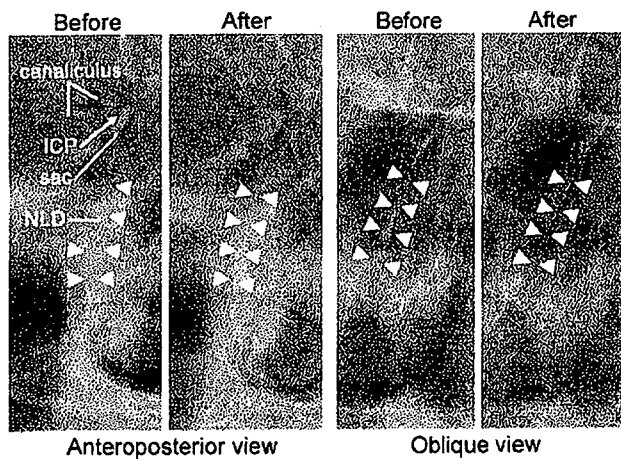 Before After Before After
canaliculus
ICP
sac
NLD
Anteroposterior view Oblique view